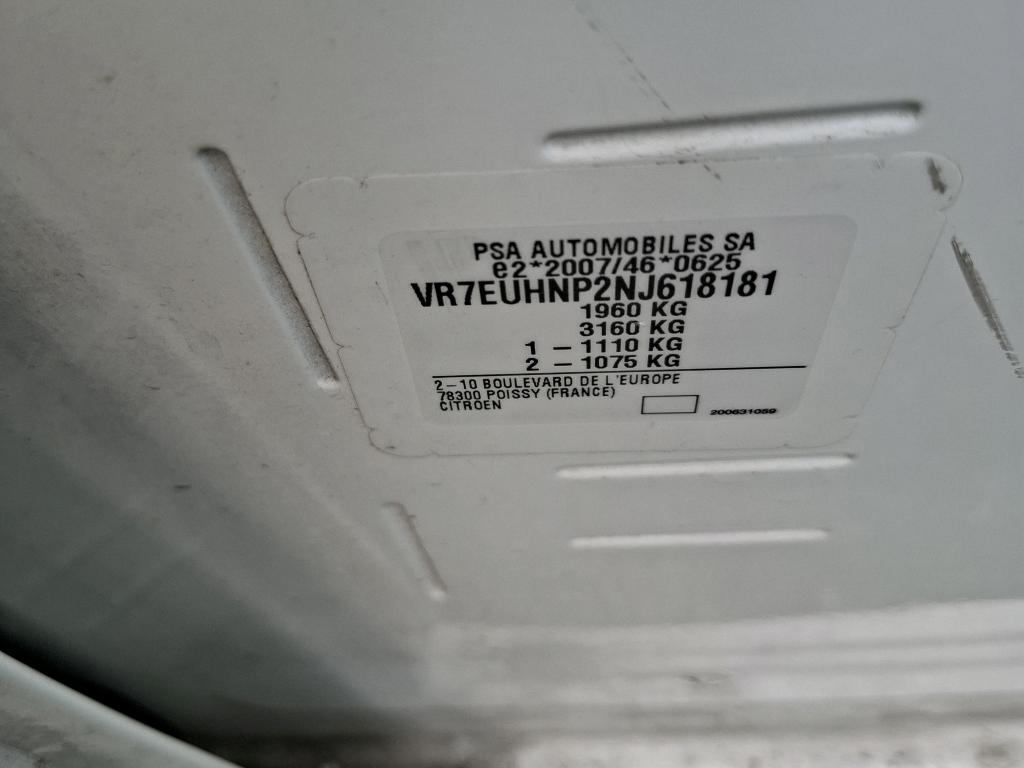 PSA AUTOMOBILES SA
e2*2007/46*0625
VR7EUHNP2NJ618181
1960 KG
3160 KG
1 – 1110 KG
2 – 1075 KG
2–10 BOULEVARD DE L'EUROPE
78300 POISSY (FRANCE)
CITROEN
200631059